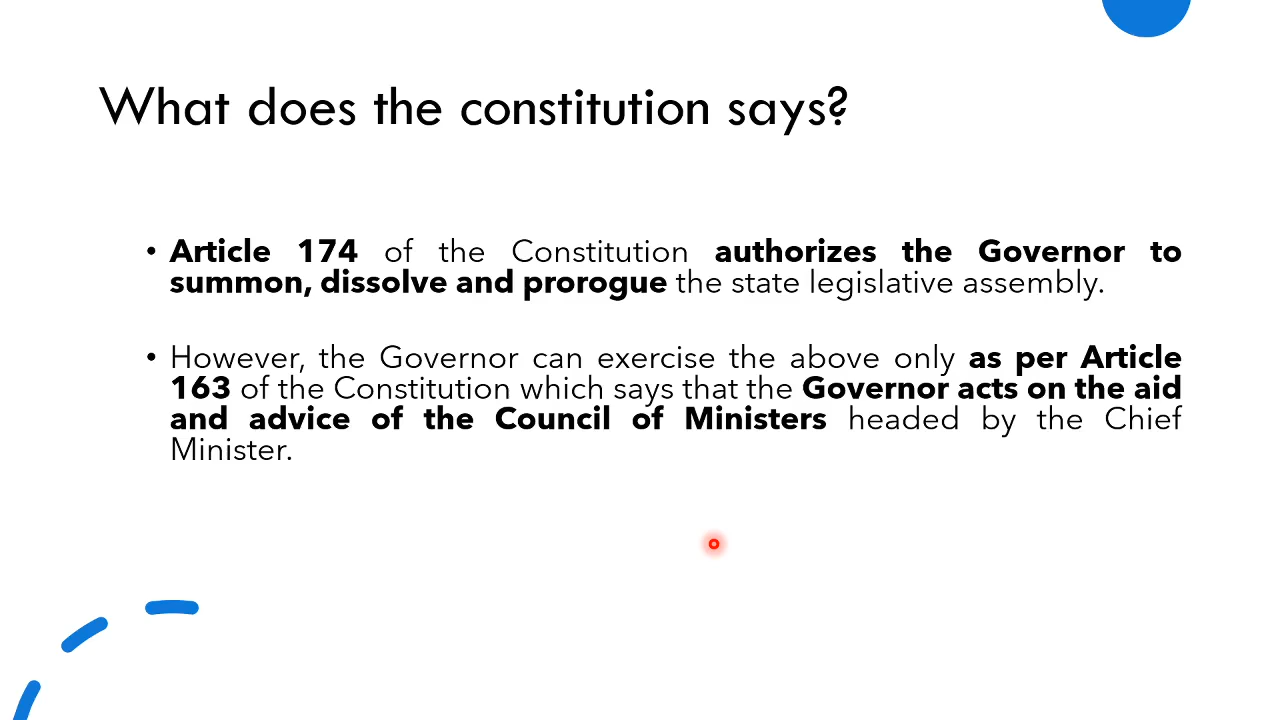 What does the constitution says?
• Article 174 of the Constitution authorizes the Governor to
summon, dissolve and prorogue the state legislative assembly.
• However, the Governor can exercise the above only as per Article
163 of the Constitution which says that the Governor acts on the aid
and advice of the Council of Ministers headed by the Chief
Minister.